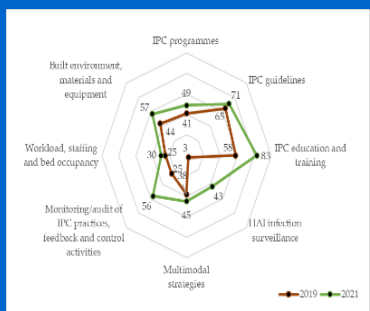 IPC programmes
Built environment,
materials and
equipment
IPC guidelines
49
71
57
41
65
44
Workload, staffing
and bed occupancy
30
25
3
58
83
IPC education and
training
25
38
43
Monitoring/audit of
IPC practices,
feedback and control
activities
56
45
HAI infection
surveillance
Multimodal
strategies
2019
2021